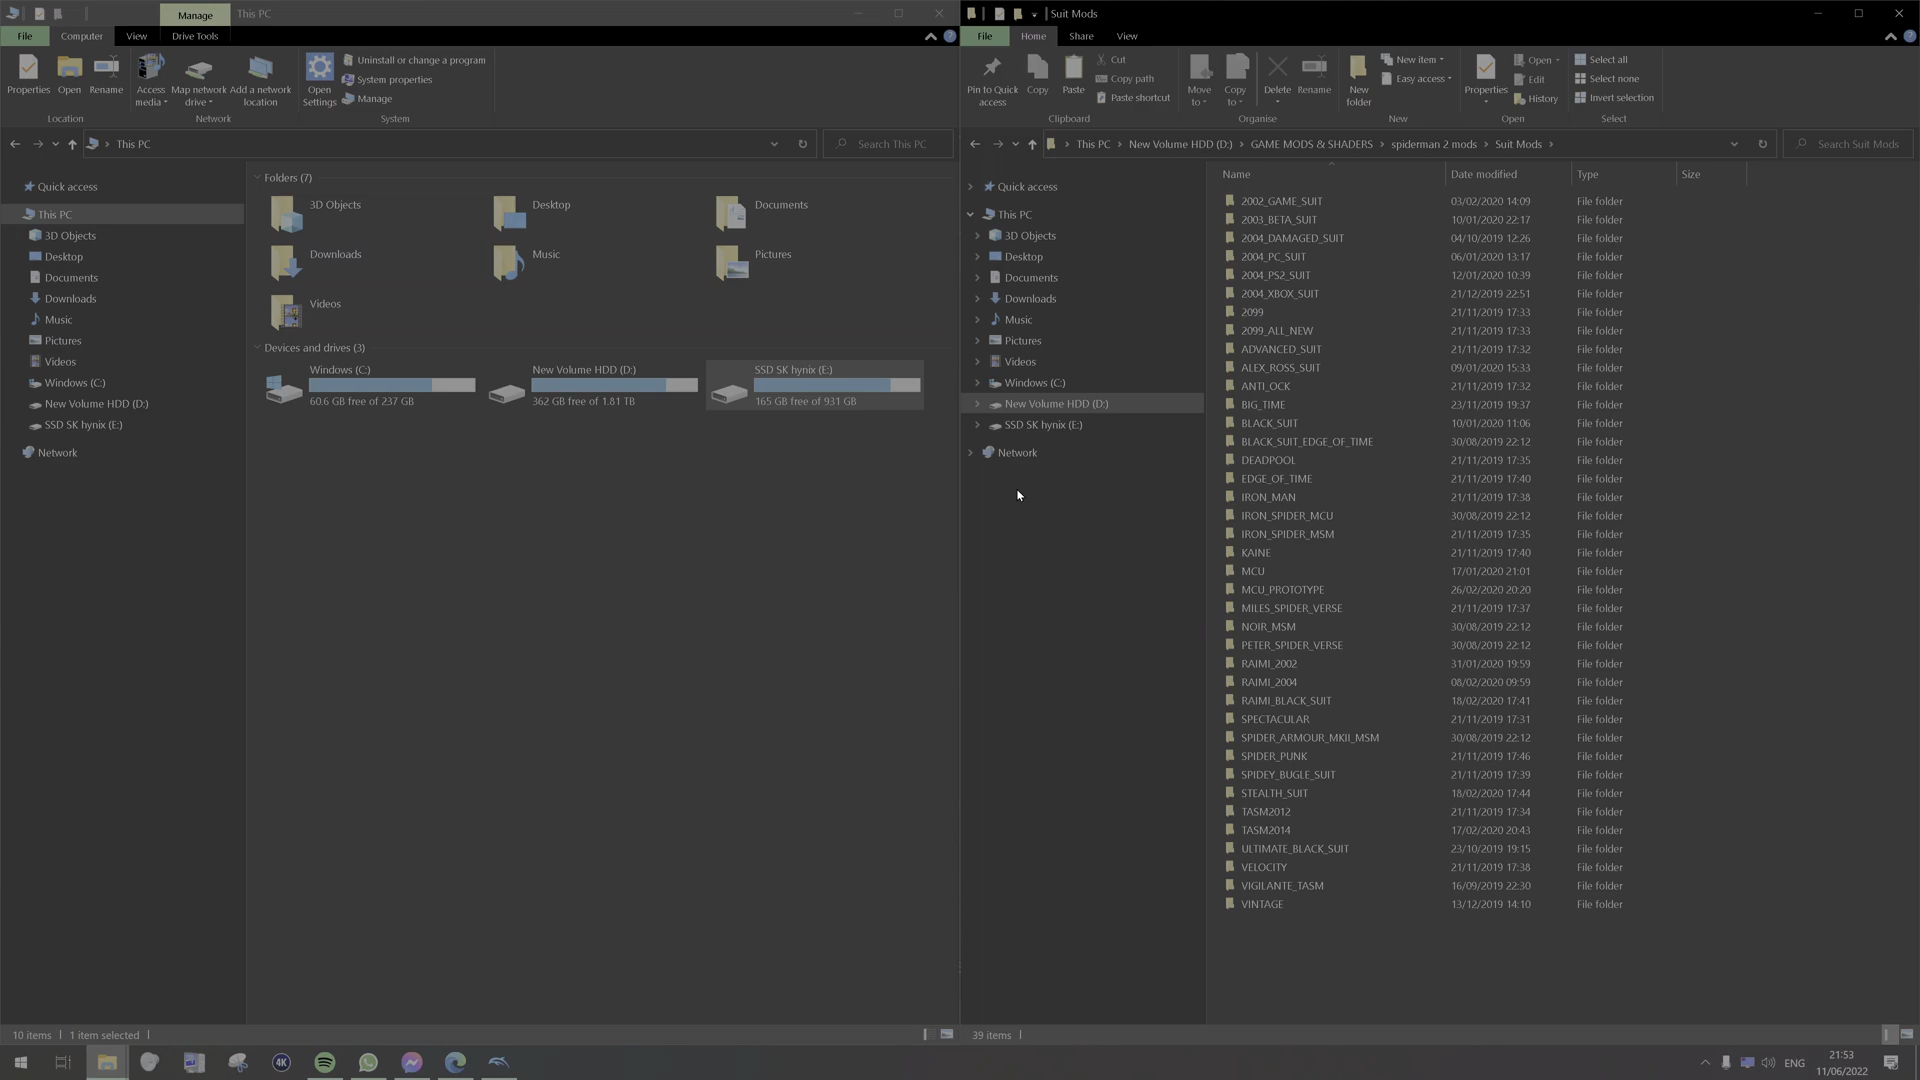 Manage This PC
File Computer View Drive Tools
Properties Open Rename Access media Map network drive Add a network location Open Settings Uninstall or change a program
System properties
Manage
Location Network System
This PC Search This PC
Quick access
This PC
3D Objects
Desktop
Documents
Downloads
Music
Pictures
Videos
Windows (C:)
New Volume HDD (D:)
SSD SK hynix (E:)
Network
Folders (7)
3D Objects Desktop Documents
Downloads Music Pictures
Videos
Devices and drives (3)
Windows (C:) New Volume HDD (D:) SSD SK hynix (E:)
60.6 GB free of 237 GB 362 GB free of 1.81 TB 165 GB free of 931 GB
10 items 1 item selected
Suit Mods
File Home Share View
Pin to Quick access Copy Paste Cut
Copy path
Paste shortcut
Move to Copy to Delete Rename New folder New item
Easy access
Properties Open
Edit
History
Select all
Select none
Invert selection
Clipboard Organise New Open Select
This PC New Volume HDD (D:) GAME MODS & SHADERS spiderman 2 mods Suit Mods Search Suit Mods
Quick access
This PC
3D Objects
Desktop
Documents
Downloads
Music
Pictures
Videos
Windows (C:)
New Volume HDD (D:)
SSD SK hynix (E:)
Network
Name Date modified Type Size
2002_GAME_SUIT 03/02/2020 14:09 File folder
2003_BETA_SUIT 10/01/2020 22:17 File folder
2004_DAMAGED_SUIT 04/10/2019 12:26 File folder
2004_PC_SUIT 06/01/2020 13:17 File folder
2004_PS2_SUIT 12/01/2020 10:39 File folder
2004_XBOX_SUIT 21/12/2019 22:51 File folder
2099 21/11/2019 17:33 File folder
2099_ALL_NEW 21/11/2019 17:33 File folder
ADVANCED_SUIT 21/11/2019 17:32 File folder
ALEX_ROSS_SUIT 09/01/2020 15:33 File folder
ANTI_OCK 21/11/2019 17:32 File folder
BIG_TIME 23/11/2019 19:37 File folder
BLACK_SUIT 10/01/2020 11:06 File folder
BLACK_SUIT_EDGE_OF_TIME 30/08/2019 22:12 File folder
DEADPOOL 21/11/2019 17:35 File folder
EDGE_OF_TIME 21/11/2019 17:40 File folder
IRON_MAN 21/11/2019 17:38 File folder
IRON_SPIDER_MCU 30/08/2019 22:12 File folder
IRON_SPIDER_MSM 21/11/2019 17:35 File folder
KAINE 21/11/2019 17:40 File folder
MCU 17/01/2020 21:01 File folder
MCU_PROTOTYPE 26/02/2020 20:20 File folder
MILES_SPIDER_VERSE 21/11/2019 17:37 File folder
NOIR_MSM 30/08/2019 22:12 File folder
PETER_SPIDER_VERSE 30/08/2019 22:12 File folder
RAIMI_2002 31/01/2020 19:59 File folder
RAIMI_2004 08/02/2020 09:59 File folder
RAIMI_BLACK_SUIT 18/02/2020 17:41 File folder
SPECTACULAR 21/11/2019 17:31 File folder
SPIDER_ARMOUR_MKII_MSM 30/08/2019 22:12 File folder
SPIDER_PUNK 21/11/2019 17:46 File folder
SPIDEY_BUGLE_SUIT 21/11/2019 17:39 File folder
STEALTH_SUIT 18/02/2020 17:44 File folder
TASM2012 21/11/2019 17:34 File folder
TASM2014 17/02/2020 20:43 File folder
ULTIMATE_BLACK_SUIT 23/10/2019 19:15 File folder
VELOCITY 21/11/2019 17:38 File folder
VIGILANTE_TASM 16/09/2019 22:30 File folder
VINTAGE 13/12/2019 14:10 File folder
39 items
4K ENG 21:53
11/06/2022